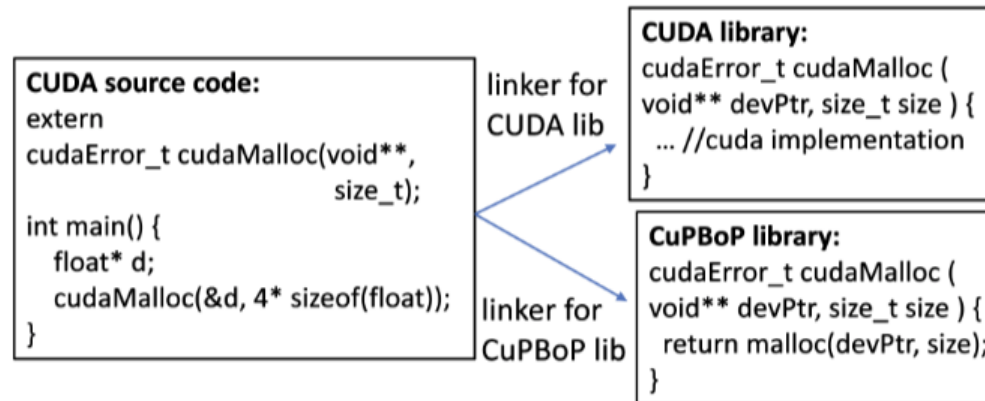 CUDA source code:
extern
cudaError_t cudaMalloc(void**,
size_t);
int main() {
float* d;
cudaMalloc(&d, 4* sizeof(float));
}
linker for
CUDA lib
linker for
CuPBoP lib
CUDA library:
cudaError_t cudaMalloc (
void** devPtr, size_t size ) {
... //cuda implementation
}
CuPBoP library:
cudaError_t cudaMalloc (
void** devPtr, size_t size ) {
return malloc(devPtr, size);
}